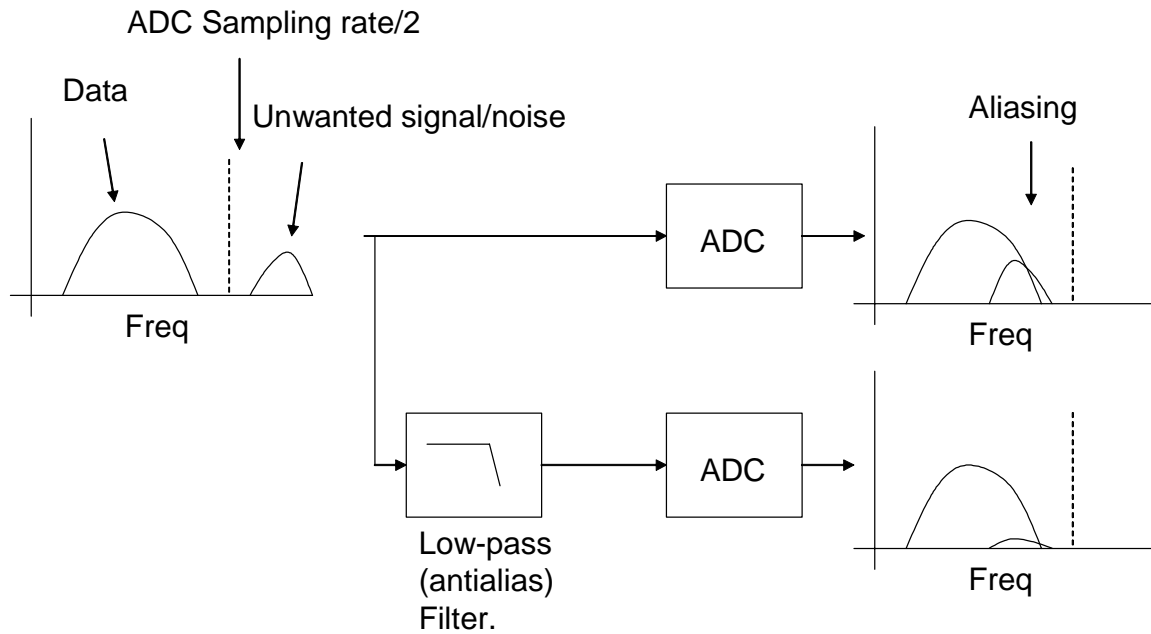 ADC Sampling rate/2
Data
Unwanted signal/noise
Freq
ADC
Aliasing
Freq
Low-pass
(antialias)
Filter.
ADC
Freq